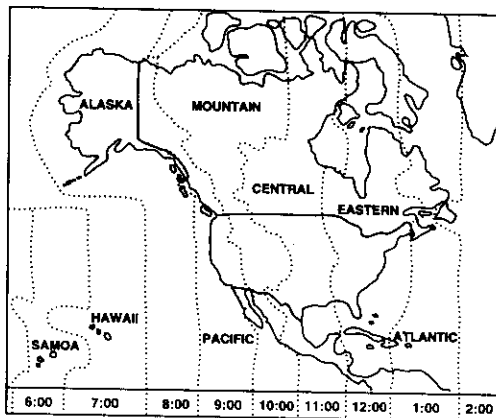 ALASKA
MOUNTAIN
CENTRAL
EASTERN
HAWAII
SAMOA
PACIFIC
ATLANTIC
6:00 7:00 8:00 9:00 10:00 11:00 12:00 1:00 2:00